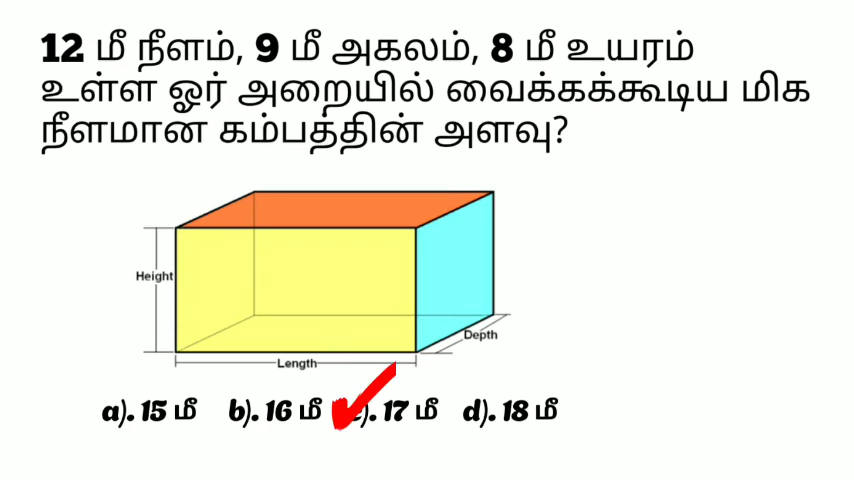 12 மீ நீளம், 9 மீ அகலம், 8 மீ உயரம்
உள்ள ஓர் அறையில் வைக்கக்கூடிய மிக
நீளமான கம்பத்தின் அளவு?
Height
Depth
Length
a). 15 மீ b). 16 மீ c). 17 மீ d). 18 மீ